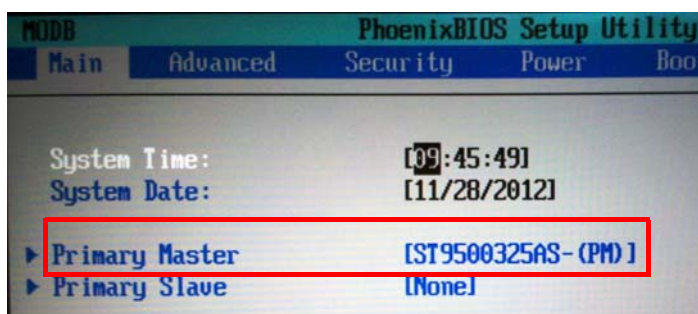 MODB PhoenixBIOS Setup Utility
Main Advanced Security Power Boo
System Time: [09:45:49]
System Date: [11/28/2012]
Primary Master [ST9500325AS-(PM)]
Primary Slave [None]